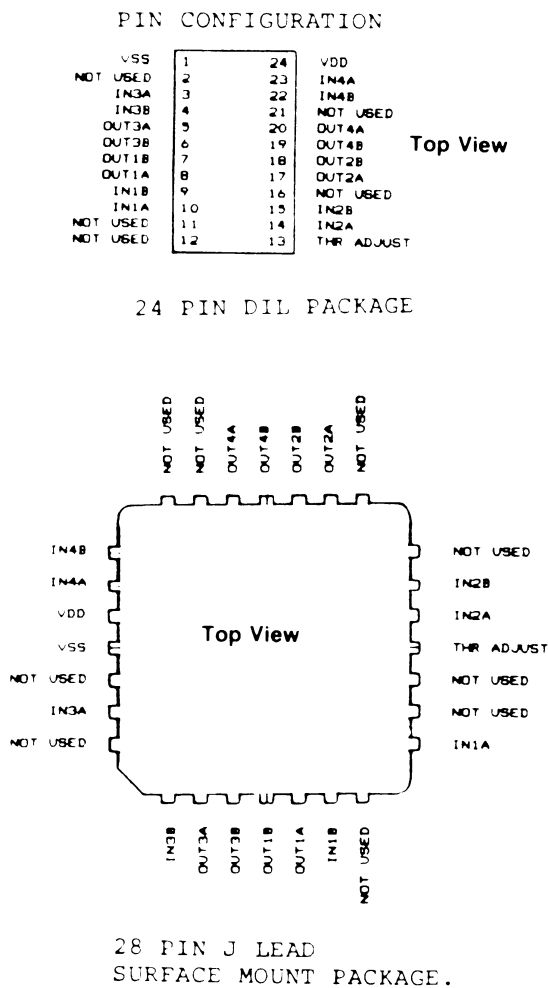 PIN CONFIGURATION
VSS 1 24 VDD
NOT USED 2 23 IN4A
IN3A 3 22 IN4B
IN3B 4 21 NOT USED
OUT3A 5 20 OUT4A
OUT3B 6 19 OUT4B
OUT1B 7 18 OUT2B
OUT1A 8 17 OUT2A
IN1B 9 16 NOT USED
IN1A 10 15 IN2B
NOT USED 11 14 IN2A
NOT USED 12 13 THR ADJUST
Top View
24 PIN DIL PACKAGE
NOT USED
NOT USED
OUT4A
OUT4B
OUT2B
OUT2A
NOT USED
IN4B
IN4A
VDD
VSS
NOT USED
IN3A
NOT USED
Top View
NOT USED
IN2B
IN2A
THR ADJUST
NOT USED
NOT USED
IN1A
IN3B
OUT3A
OUT3B
OUT1B
OUT1A
IN1B
NOT USED
28 PIN J LEAD
SURFACE MOUNT PACKAGE.